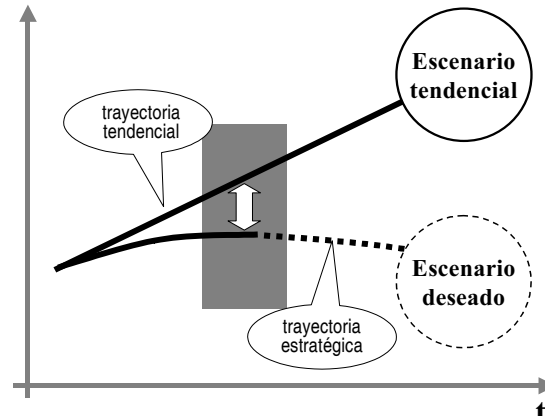 Escenario
tendencial
trayectoria
tendencial
Escenario
deseado
trayectoria
estratégica
t